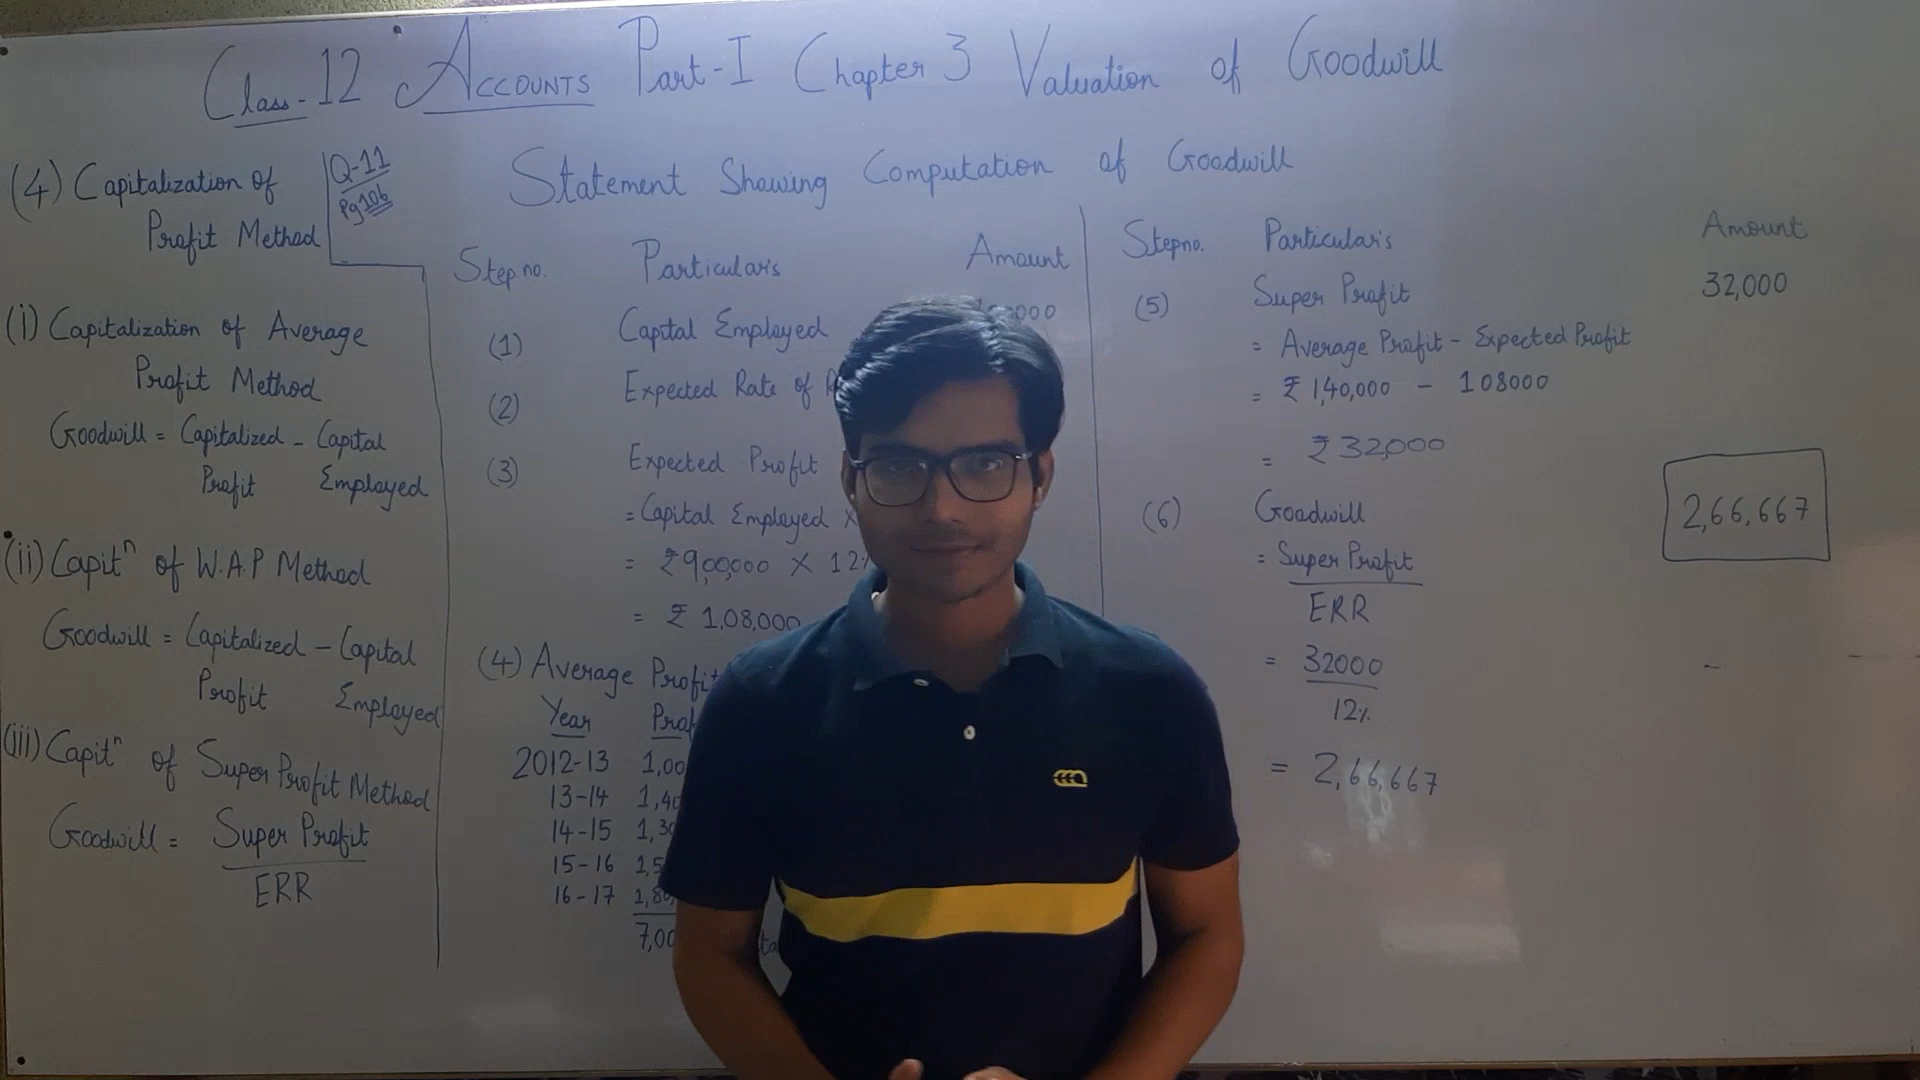 Class-12 Accounts Part-I Chapter 3 Valuation of Goodwill
(4) Capitalization of
Profit Method
Q-11
Pg106
(i) Capitalization of Average
Profit Method
Goodwill = Capitalized - Capital
Profit Employed
(ii) Capitⁿ of W.A.P Method
Goodwill = Capitalized - Capital
Profit Employed
(iii) Capitⁿ of Super Profit Method
Goodwill = Super Profit
ERR
Statement Showing Computation of Goodwill
Step no. Particulars Amount
(1) Capital Employed
(2) Expected Rate of
(3) Expected Profit
= Capital Employed ×
= ₹9,00,000 × 12%
= ₹ 1,08,000
(4) Average Profit
Year
2012-13
13-14
14-15
15-16
16-17
Step no. Particulars Amount
(5) Super Profit 32,000
= Average Profit - Expected Profit
= ₹ 1,40,000 - 108000
= ₹ 32,000
(6) Goodwill 2,66,667
= Super Profit
ERR
= 32000
12%
= 2,66,667